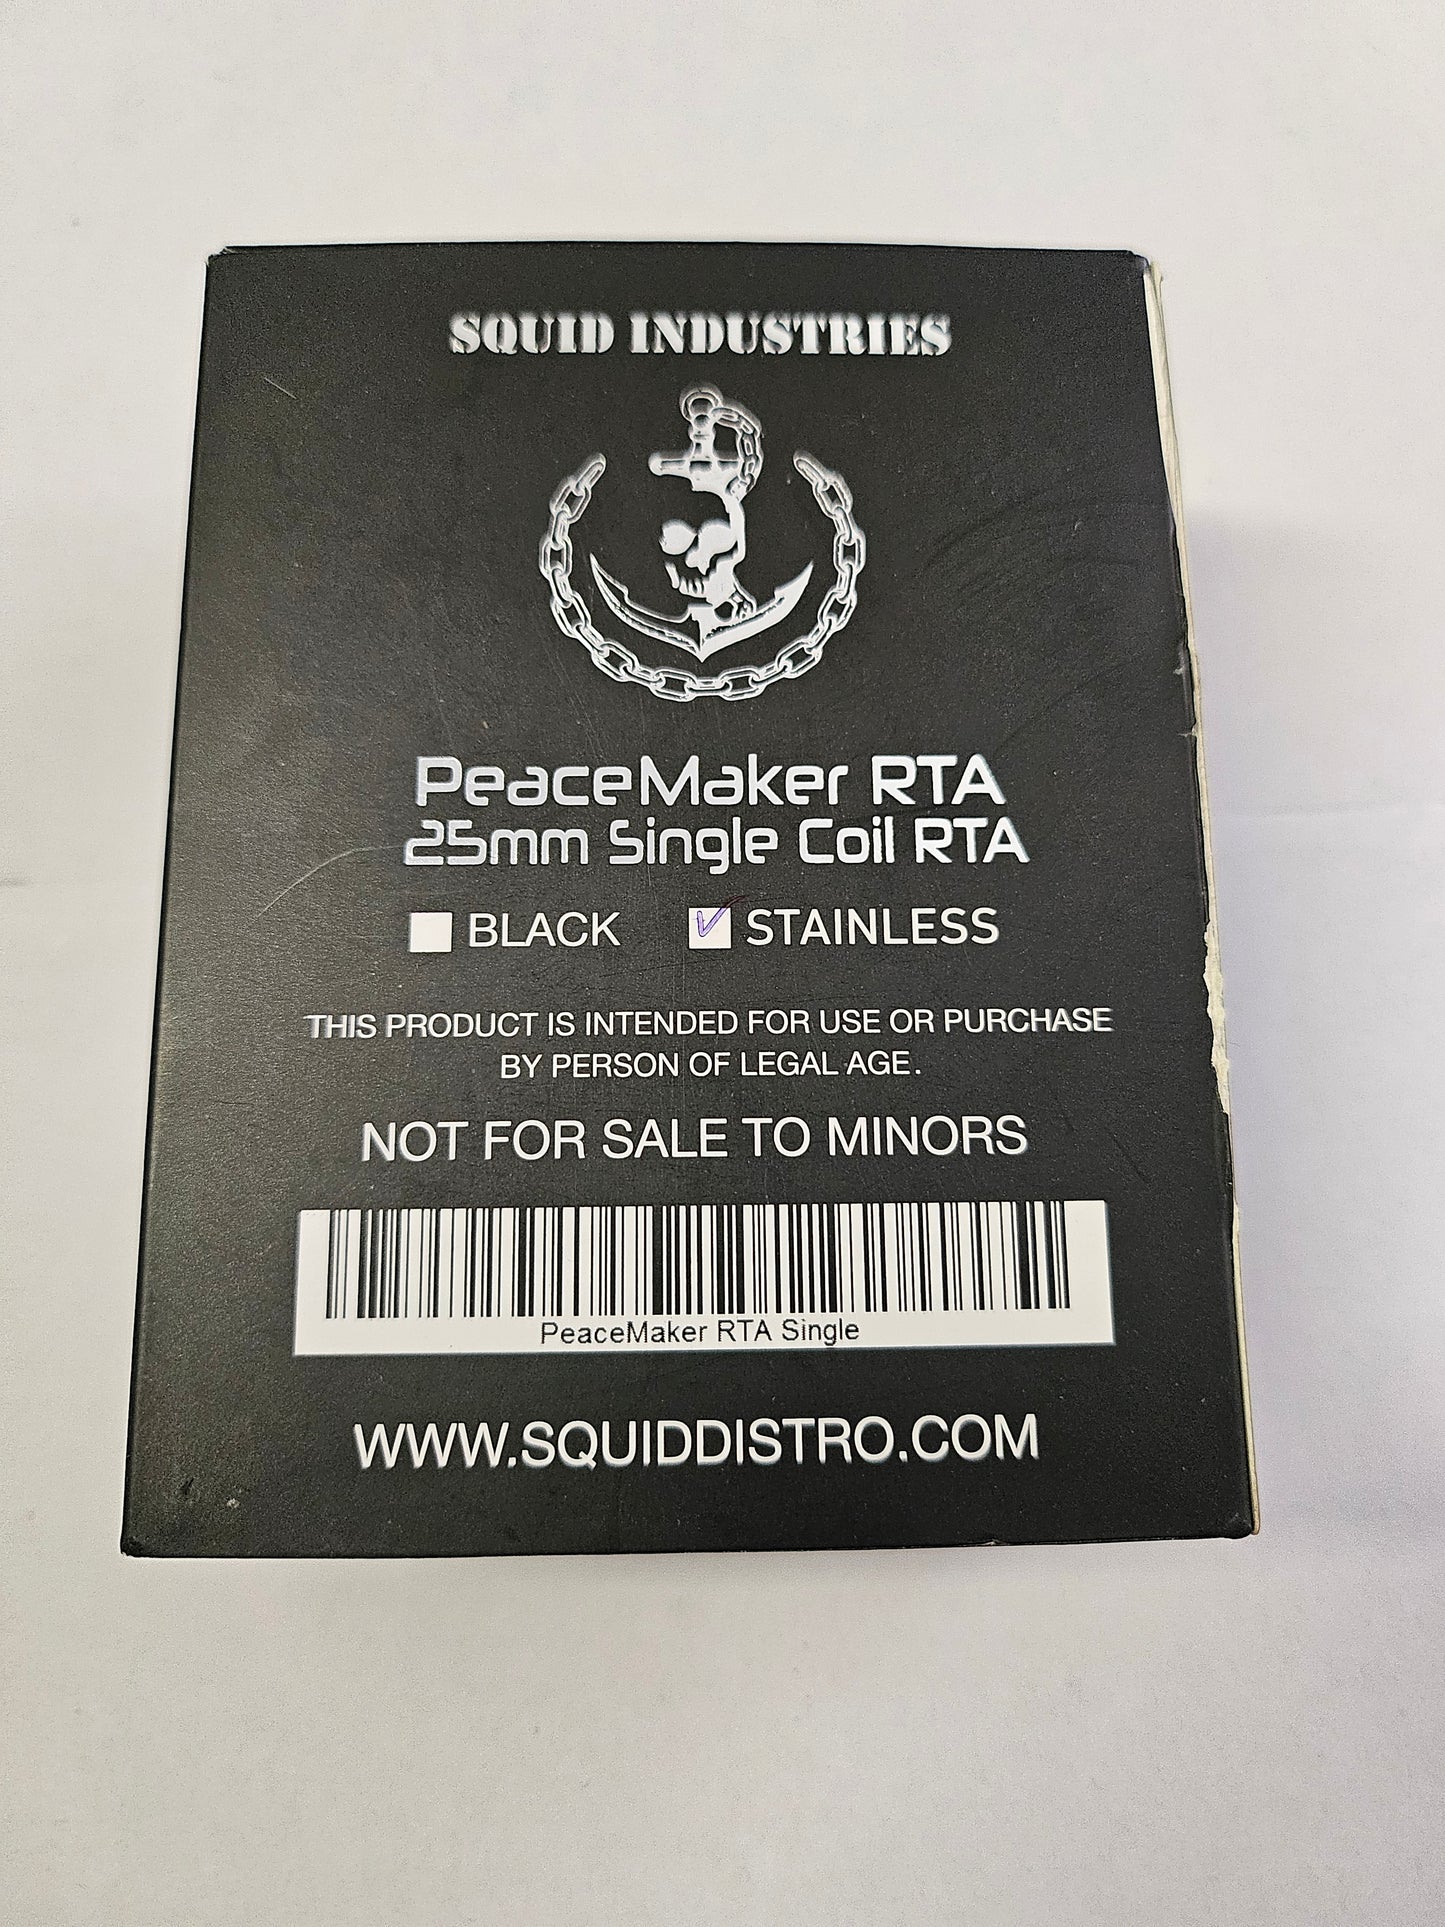 SQUID INDUSTRIES
PeaceMaker RTA
25mm Single Coil RTA
BLACK STAINLESS
THIS PRODUCT IS INTENDED FOR USE OR PURCHASE
BY PERSON OF LEGAL AGE.
NOT FOR SALE TO MINORS
PeaceMaker RTA Single
WWW.SQUIDDISTRO.COM